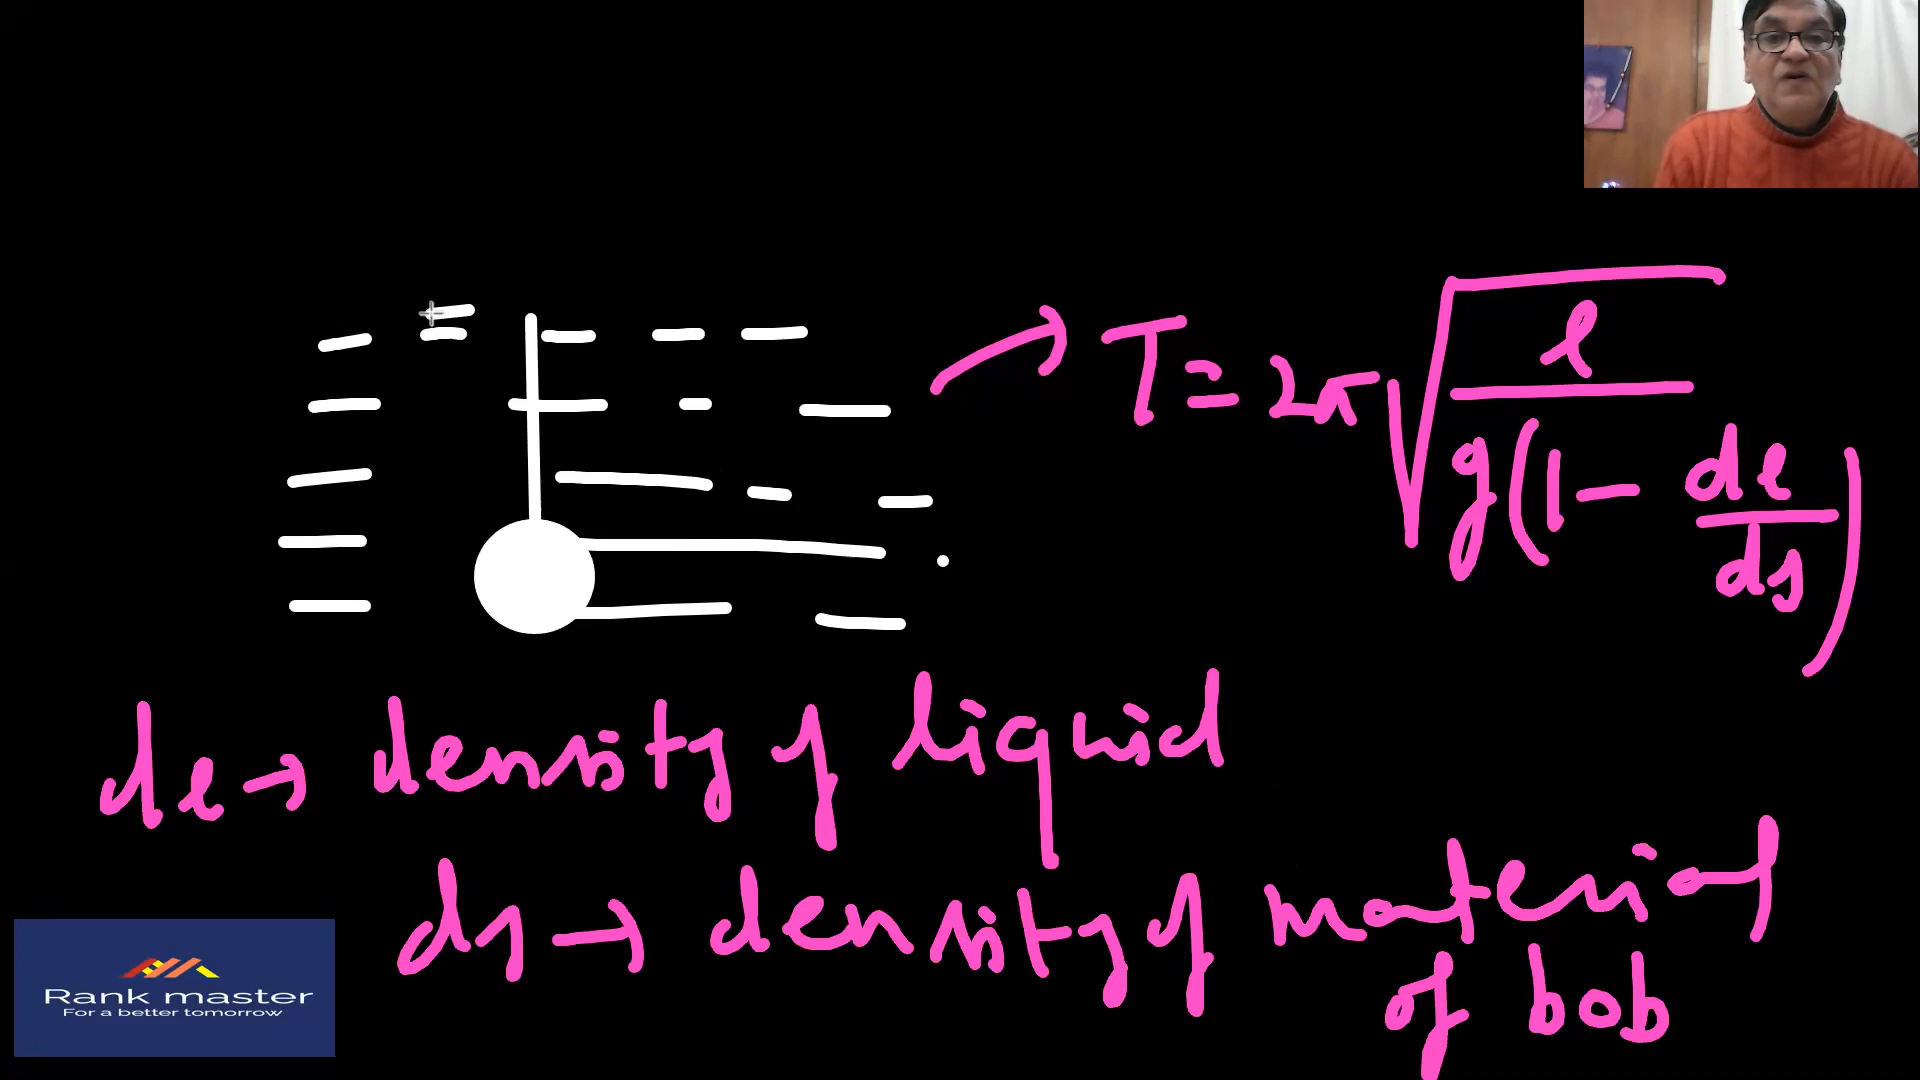 T = 2π√(l / g(1 - dl/ds))
dl → density of liquid
ds → density of material
of bob
Rank master
For a better tomorrow